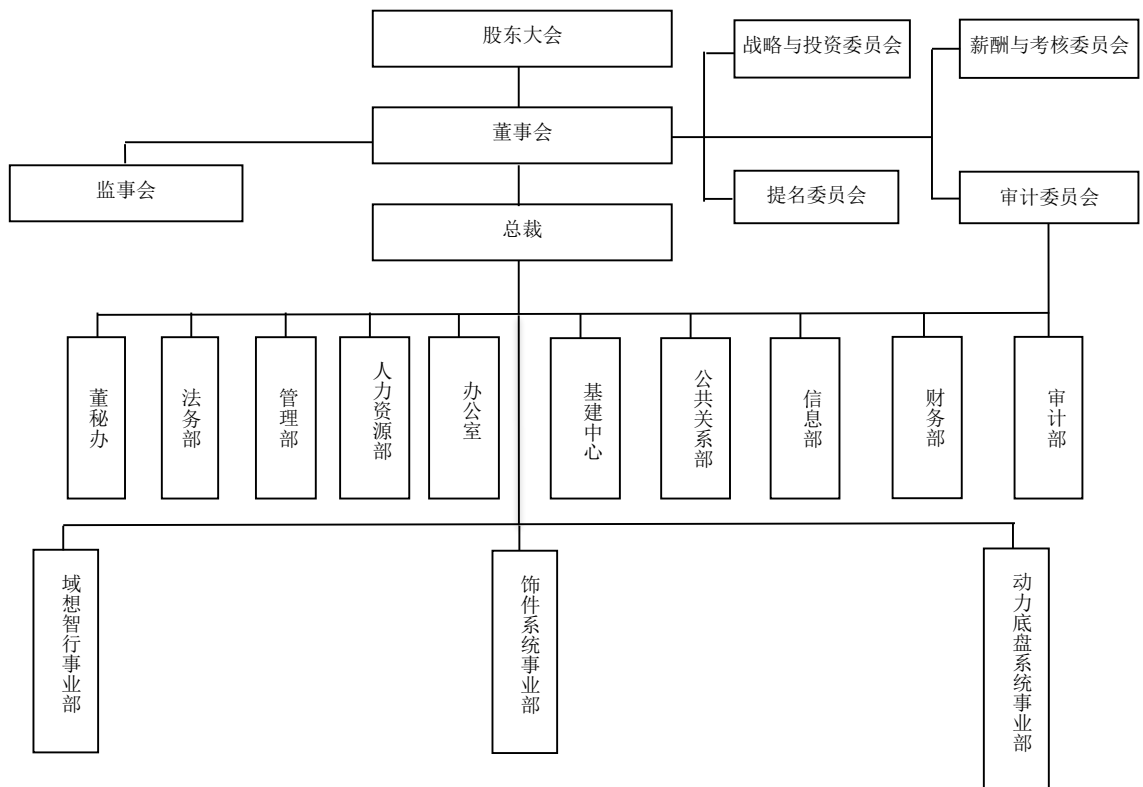 股东大会
战略与投资委员会
薪酬与考核委员会
董事会
监事会
提名委员会
审计委员会
总裁
董秘办
法务部
管理部
人力资源部
办公室
基建中心
公共关系部
信息部
财务部
审计部
域想智行事业部
饰件系统事业部
动力底盘系统事业部